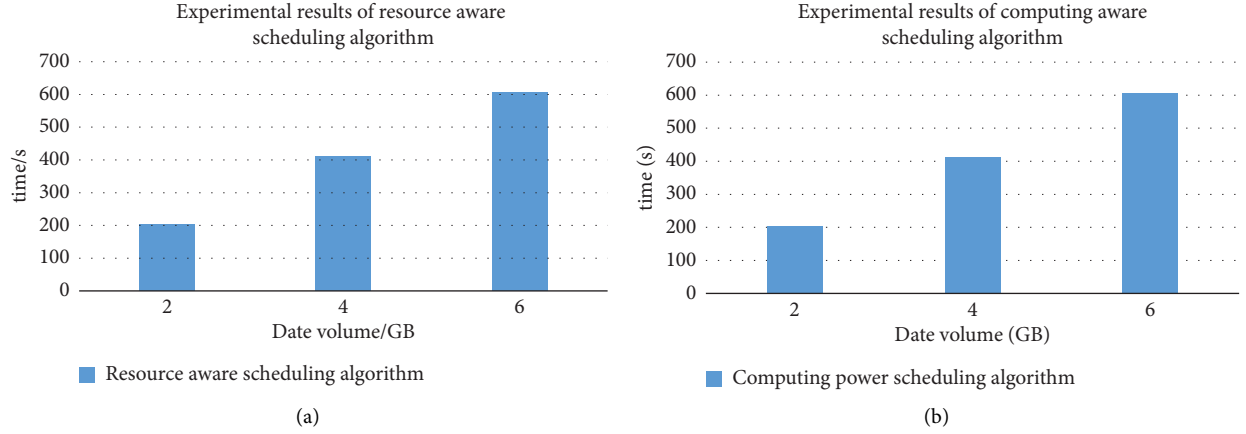 Experimental results of resource aware
scheduling algorithm
700
600
500
400
300
200
100
0
time/s
2 4 6
Date volume/GB
Resource aware scheduling algorithm
(a)
Experimental results of computing aware
scheduling algorithm
700
600
500
400
300
200
100
0
time (s)
2 4 6
Date volume (GB)
Computing power scheduling algorithm
(b)